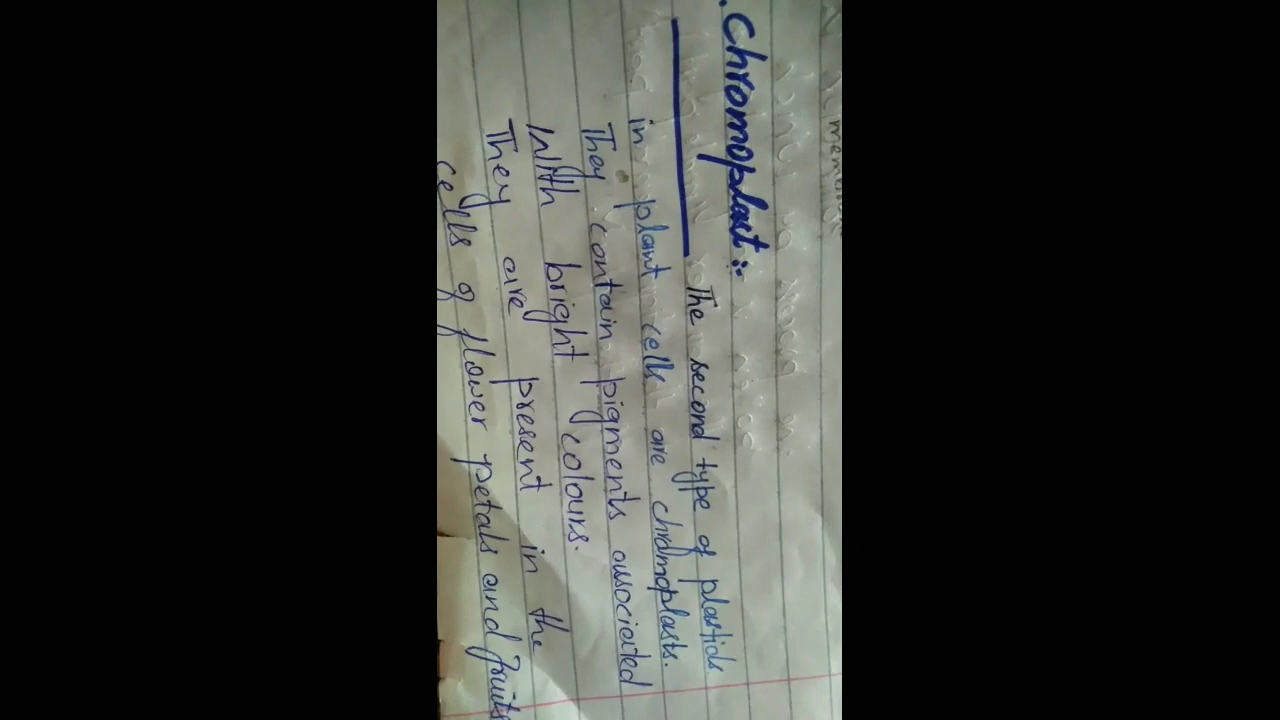 . Chromoplast :-
The second type of plastids
in plant cells are chromoplasts.
They contain pigments associated
With bright colours.
They are present in the
cells of flower petals and fruits